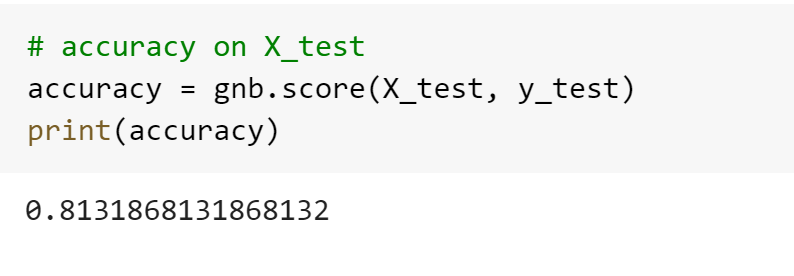 # accuracy on X_test
accuracy = gnb.score(X_test, y_test)
print(accuracy)
0.8131868131868132